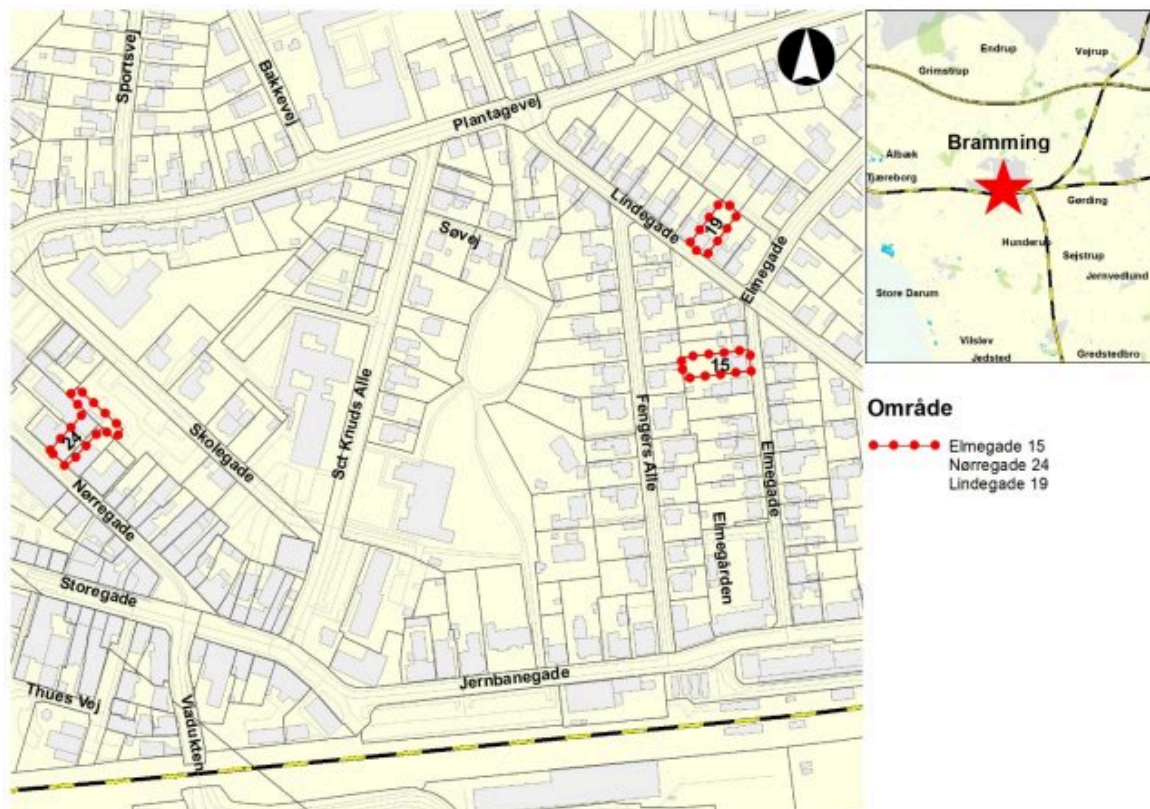 Sportsvej
Bakkevej
Plantagevej
Lindegade
19
Elmegade
Søvej
15
24
Skolegade
Sct Knuds Alle
Fengers Alle
Elmegade
Nørregade
Elmegården
Storegade
Jernbanegade
Thues Vej
Viadukten
Endrup
Vejrup
Grimstrup
Bramming
Ålbæk
Tjæreborg
Gørding
Hunderup
Sejstrup
Jernvedlund
Store Darum
Vilslev
Jedsted
Gredstedbro
Område
Elmegade 15
Nørregade 24
Lindegade 19